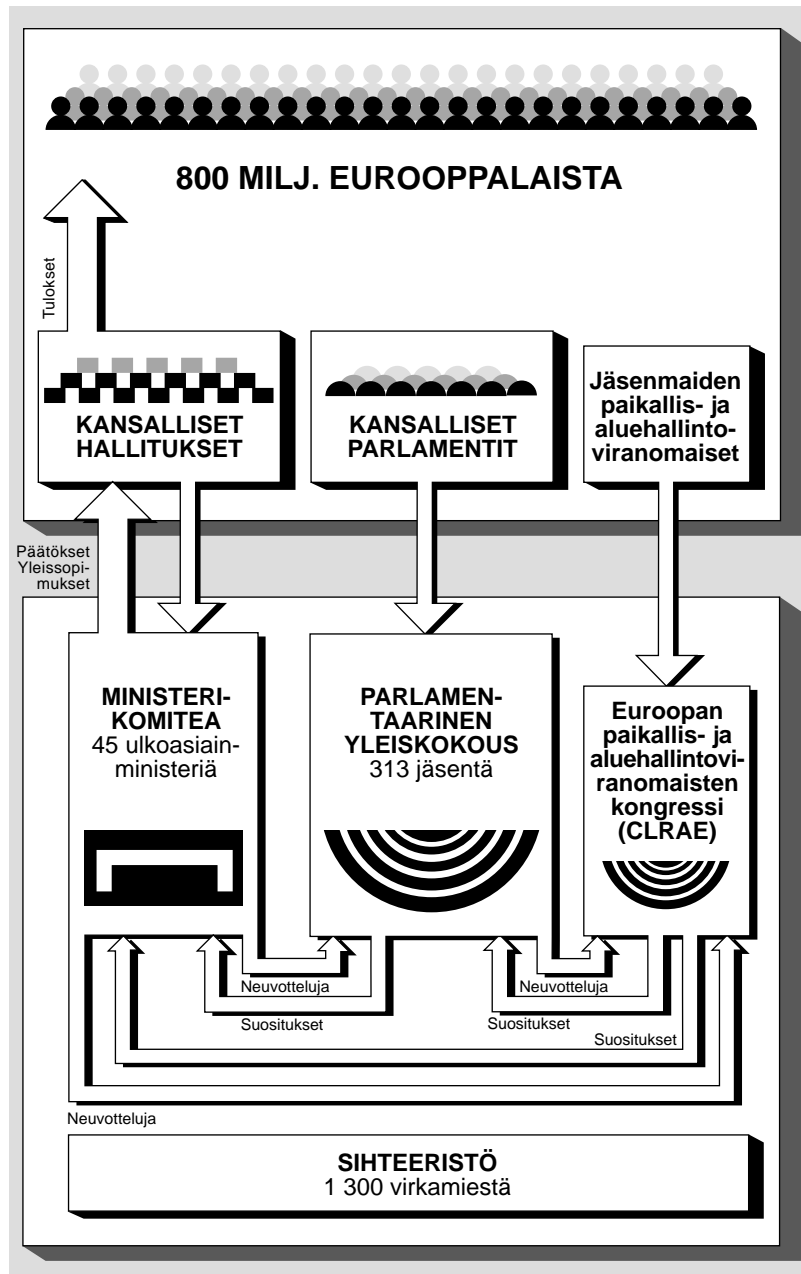 800 MILJ. EUROOPPALAISTA
Tulokset
KANSALLISET
HALLITUKSET
KANSALLISET
PARLAMENTIT
Jäsenmaiden
paikallis- ja
aluehallinto-
viranomaiset
Päätökset
Yleissopi-
mukset
MINISTERI-
KOMITEA
45 ulkoasiain-
ministeriä
PARLAMEN-
TAARINEN
YLEISKOKOUS
313 jäsentä
Euroopan
paikallis- ja
aluehallintovi-
ranomaisten
kongressi
(CLRAE)
Neuvotteluja
Suositukset
Neuvotteluja
Suositukset
Suositukset
Neuvotteluja
SIHTEERISTÖ
1 300 virkamiestä